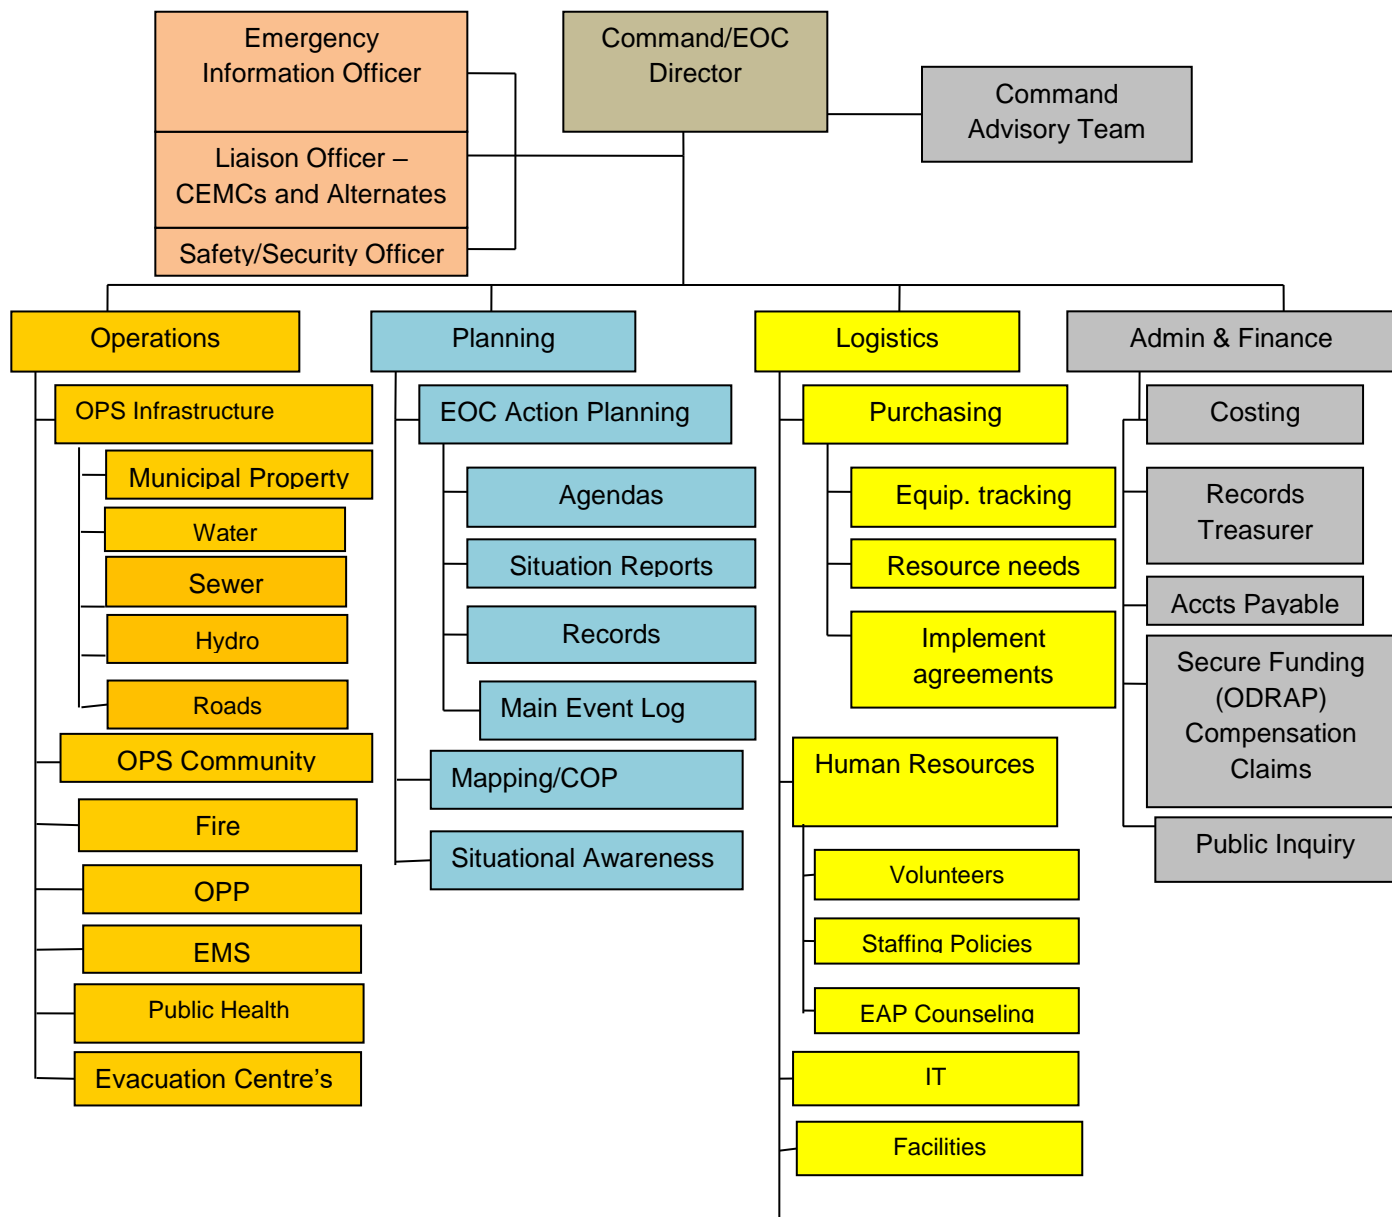 Emergency
Information Officer
Command/EOC
Director
Command
Advisory Team
Liaison Officer –
CEMCs and Alternates
Safety/Security Officer
Operations
Planning
Logistics
Admin & Finance
OPS Infrastructure
Municipal Property
Water
Sewer
Hydro
Roads
OPS Community
Fire
OPP
EMS
Public Health
Evacuation Centre's
EOC Action Planning
Agendas
Situation Reports
Records
Main Event Log
Mapping/COP
Situational Awareness
Purchasing
Equip. tracking
Resource needs
Implement
agreements
Human Resources
Volunteers
Staffing Policies
EAP Counseling
IT
Facilities
Costing
Records
Treasurer
Accts Payable
Secure Funding
(ODRAP)
Compensation
Claims
Public Inquiry